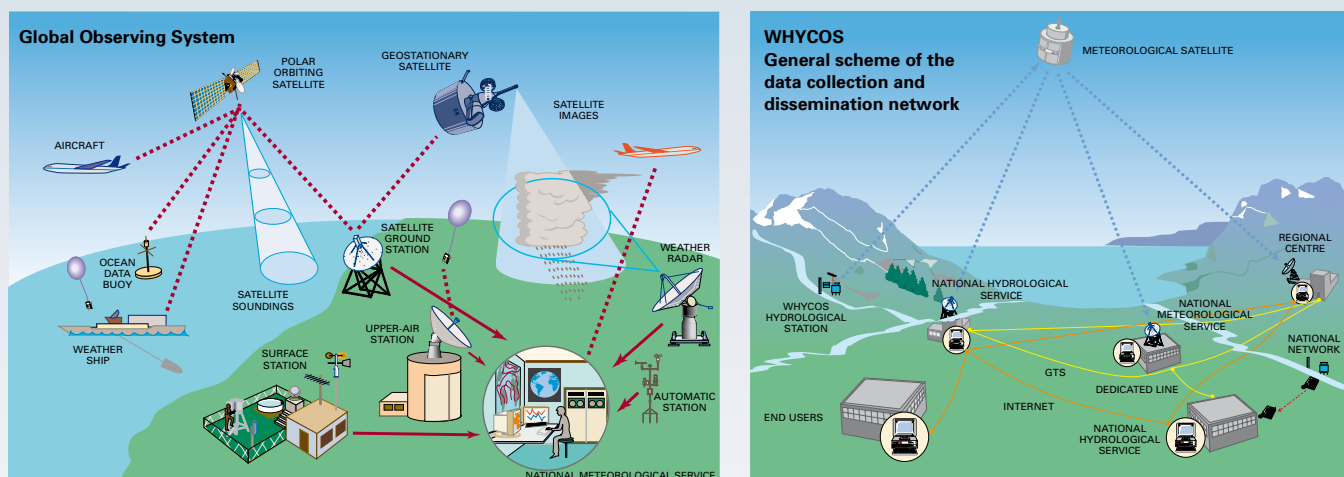 Global Observing System
POLAR
ORBITING
SATELLITE
GEOSTATIONARY
SATELLITE
SATELLITE
IMAGES
AIRCRAFT
OCEAN
DATA
BUOY
SATELLITE
SOUNDINGS
SATELLITE
GROUND
STATION
WEATHER
RADAR
WEATHER
SHIP
UPPER-AIR
STATION
SURFACE
STATION
AUTOMATIC
STATION
NATIONAL METEOROLOGICAL SERVICE
WHYCOS
General scheme of the
data collection and
dissemination network
METEOROLOGICAL SATELLITE
REGIONAL
CENTRE
WHYCOS
HYDROLOGICAL
STATION
NATIONAL HYDROLOGICAL
SERVICE
NATIONAL
METEOROLOGICAL
SERVICE
NATIONAL
NETWORK
GTS
DEDICATED LINE
INTERNET
END USERS
NATIONAL
HYDROLOGICAL
SERVICE